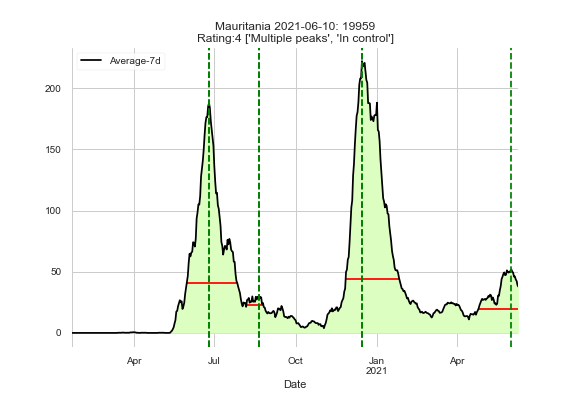 Mauritania 2021-06-10: 19959
Rating:4 ['Multiple peaks', 'In control']
Average-7d
200
150
100
50
0
Apr
Jul
Oct
Jan
2021
Apr
Date